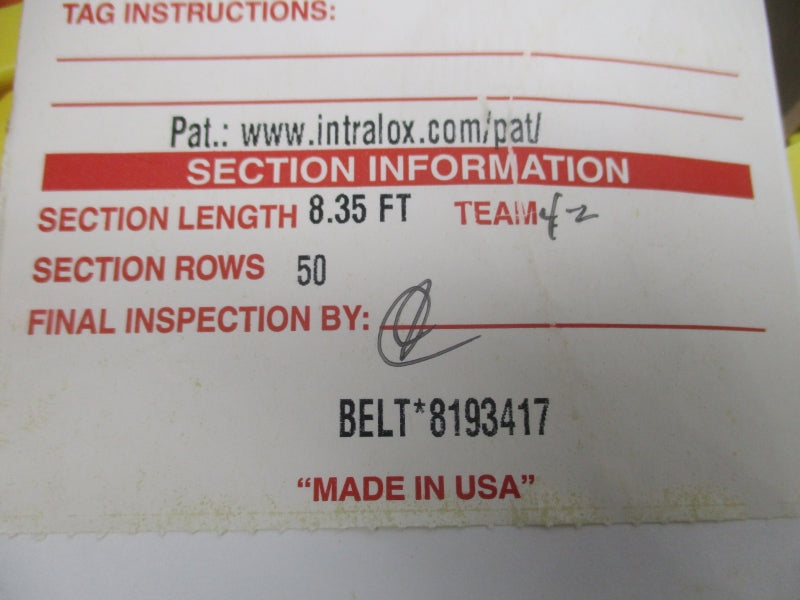 TAG INSTRUCTIONS:
Pat.: www.intralox.com/pat/
SECTION INFORMATION
SECTION LENGTH 8.35 FT TEAM 42
SECTION ROWS 50
FINAL INSPECTION BY:
BELT*8193417
“MADE IN USA”